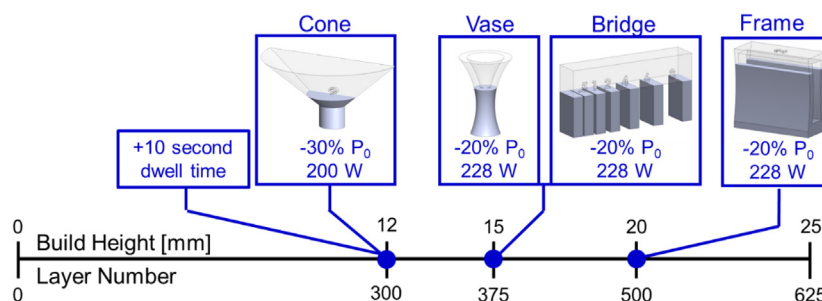 Cone
Vase
Bridge
Frame
+10 second
dwell time
-30% P₀
200 W
-20% P₀
228 W
-20% P₀
228 W
-20% P₀
228 W
0 12 15 20 25
Build Height [mm]
Layer Number
0 300 375 500 625